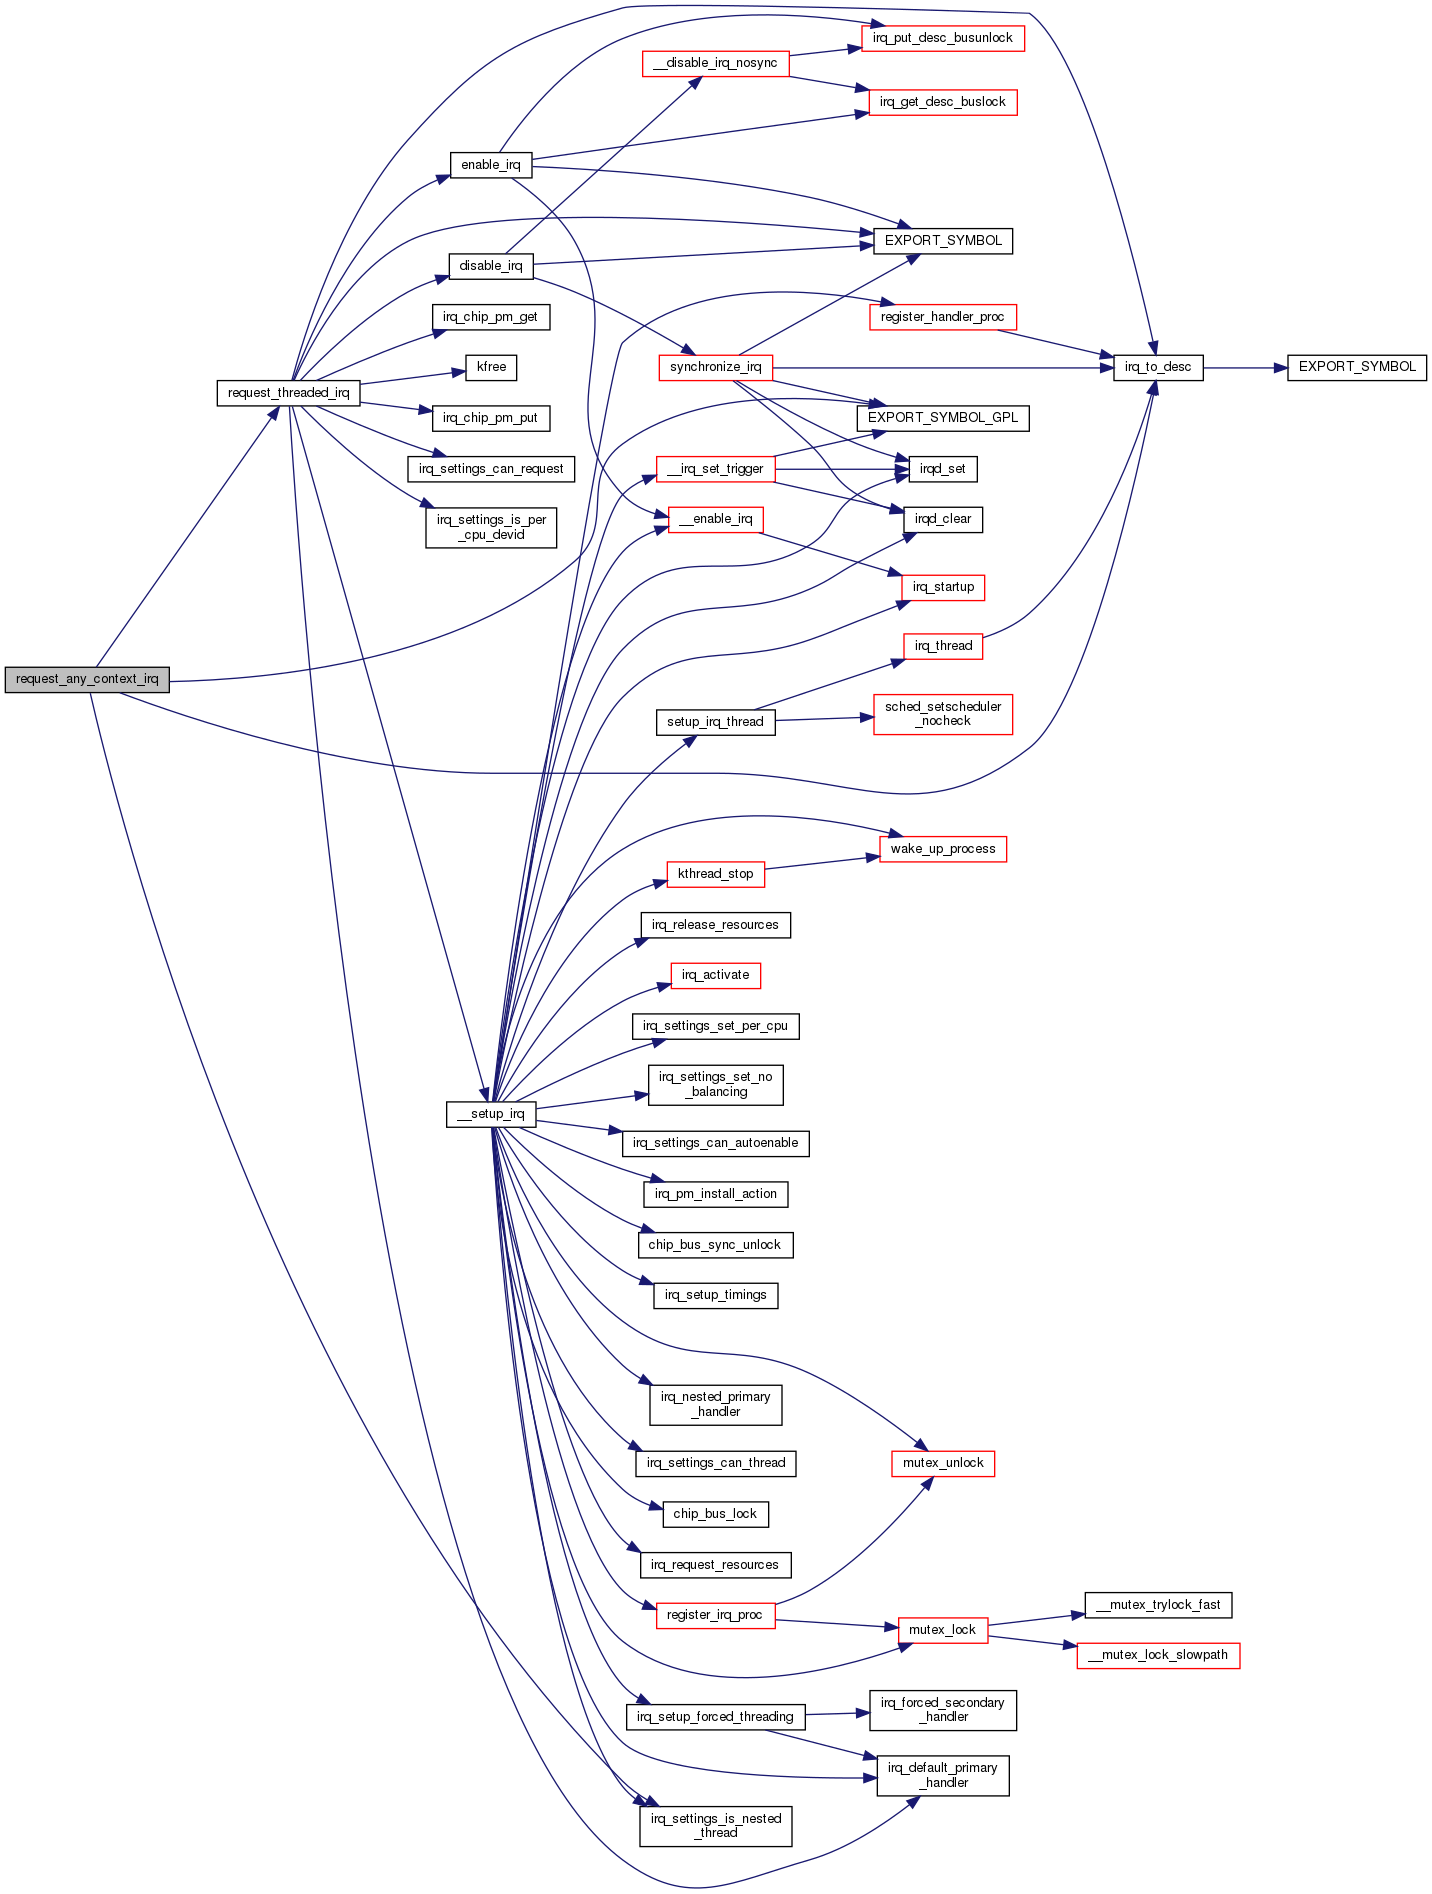 irq_put_desc_busunlock
__disable_irq_nosync
irq_get_desc_buslock
enable_irq
EXPORT_SYMBOL
disable_irq
irq_chip_pm_get
register_handler_proc
kfree
synchronize_irq
irq_to_desc
EXPORT_SYMBOL
request_threaded_irq
irq_chip_pm_put
EXPORT_SYMBOL_GPL
irq_settings_can_request
__irq_set_trigger
irqd_set
irq_settings_is_per
_cpu_devid
__enable_irq
irqd_clear
irq_startup
irq_thread
request_any_context_irq
setup_irq_thread
sched_setscheduler
_nocheck
wake_up_process
kthread_stop
irq_release_resources
irq_activate
irq_settings_set_per_cpu
irq_settings_set_no
_balancing
__setup_irq
irq_settings_can_autoenable
irq_pm_install_action
chip_bus_sync_unlock
irq_setup_timings
irq_nested_primary
_handler
irq_settings_can_thread
mutex_unlock
chip_bus_lock
irq_request_resources
register_irq_proc
mutex_lock
__mutex_trylock_fast
__mutex_lock_slowpath
irq_setup_forced_threading
irq_forced_secondary
_handler
irq_default_primary
_handler
irq_settings_is_nested
_thread